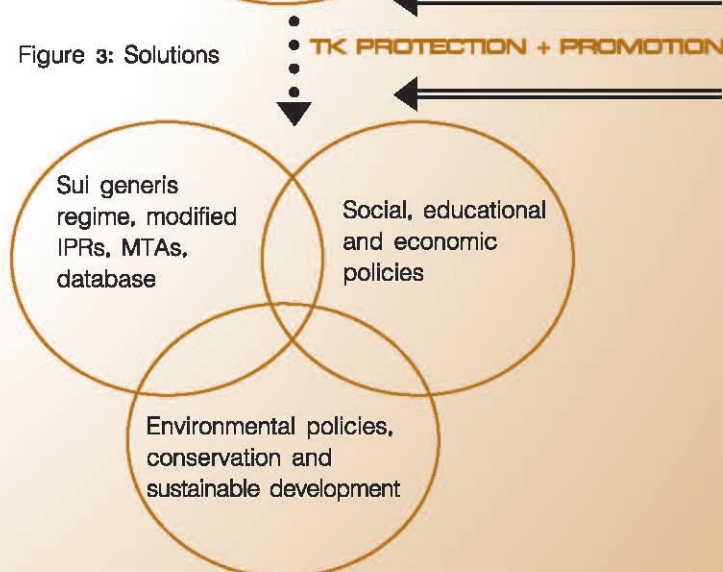 Figure 3: Solutions
TK PROTECTION + PROMOTION
Sui generis
regime, modified
IPRs, MTAs,
database
Social, educational
and economic
policies
Environmental policies,
conservation and
sustainable development